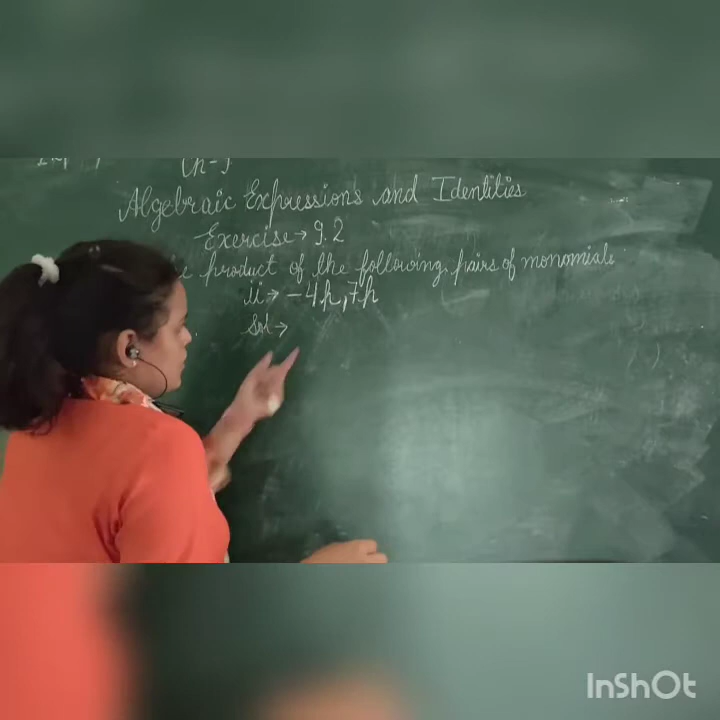 Algebraic Expressions and Identities
Exercise → 9.2
product of the following pairs of monomials
ii → -4p, 7p
Sol →
InShOt